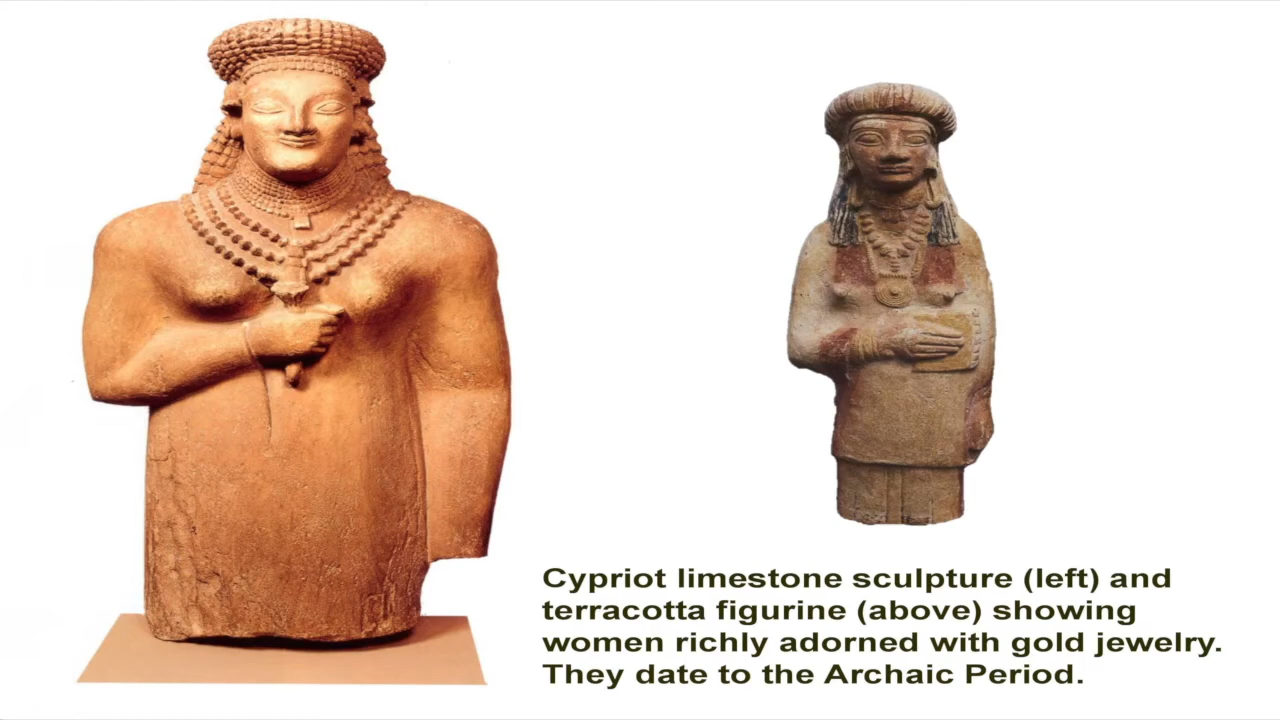 Cypriot limestone sculpture (left) and
terracotta figurine (above) showing
women richly adorned with gold jewelry.
They date to the Archaic Period.